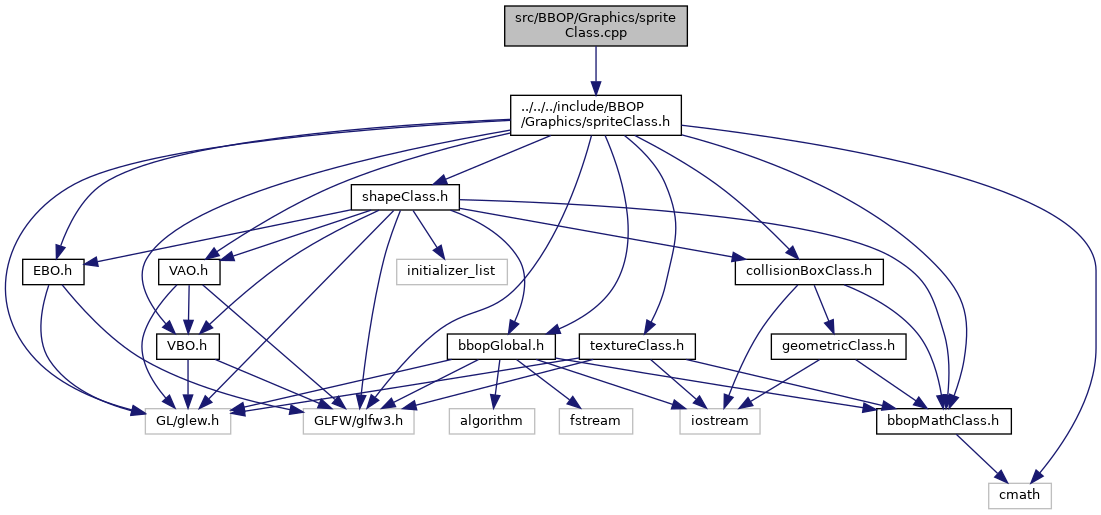 src/BBOP/Graphics/sprite
Class.cpp
../../../include/BBOP
/Graphics/spriteClass.h
shapeClass.h
EBO.h
VAO.h
initializer_list
collisionBoxClass.h
VBO.h
bbopGlobal.h
textureClass.h
geometricClass.h
GL/glew.h
GLFW/glfw3.h
algorithm
fstream
iostream
bbopMathClass.h
cmath